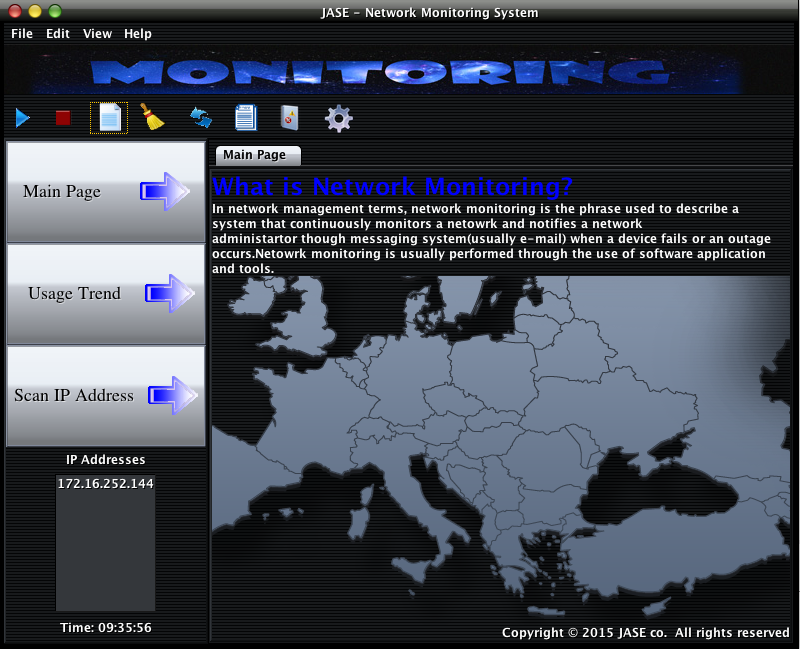 JASE - Network Monitoring System
File Edit View Help
MONITORING
Main Page
Usage Trend
Scan IP Address
IP Addresses
172.16.252.144
Time: 09:35:56
Main Page
What is Network Monitoring?
In network management terms, network monitoring is the phrase used to describe a
system that continuously monitors a netowrk and notifies a network
administartor though messaging system(usually e-mail) when a device fails or an outage
occurs.Netowrk monitoring is usually performed through the use of software application
and tools.
Copyright © 2015 JASE co. All rights reserved